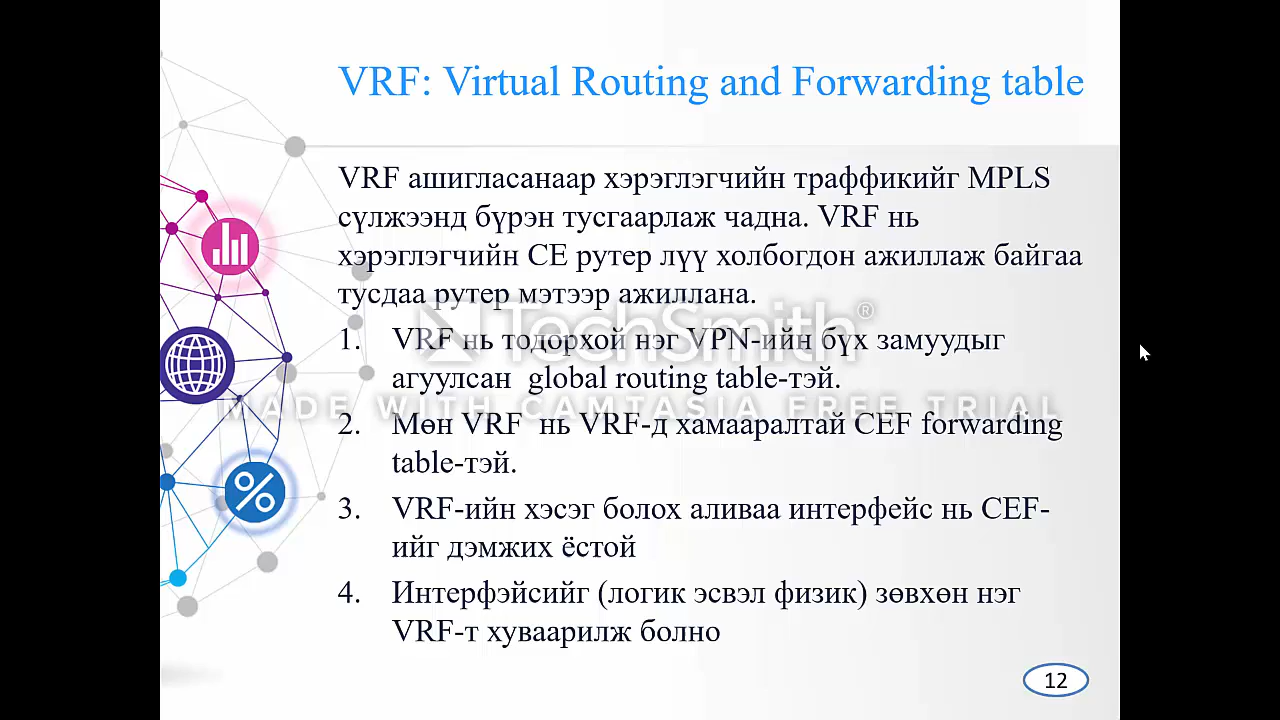 VRF: Virtual Routing and Forwarding table
VRF ашигласанаар хэрэглэгчийн траффикийг MPLS
сүлжээнд бүрэн тусгаарлаж чадна. VRF нь
хэрэглэгчийн CE рутер лүү холбогдон ажиллаж байгаа
тусдаа рутер мэтээр ажиллана.
TechSmith®
1. VRF нь тодорхой нэг VPN-ийн бүх замуудыг
агуулсан global routing table-тэй.
MADE WITH CAMTASIA FREE TRIAL
2. Мөн VRF нь VRF-д хамааралтай CEF forwarding
table-тэй.
3. VRF-ийн хэсэг болох аливаа интерфейс нь CEF-
ийг дэмжих ёстой
4. Интерфэйсийг (логик эсвэл физик) зөвхөн нэг
VRF-т хуваарилж болно
12